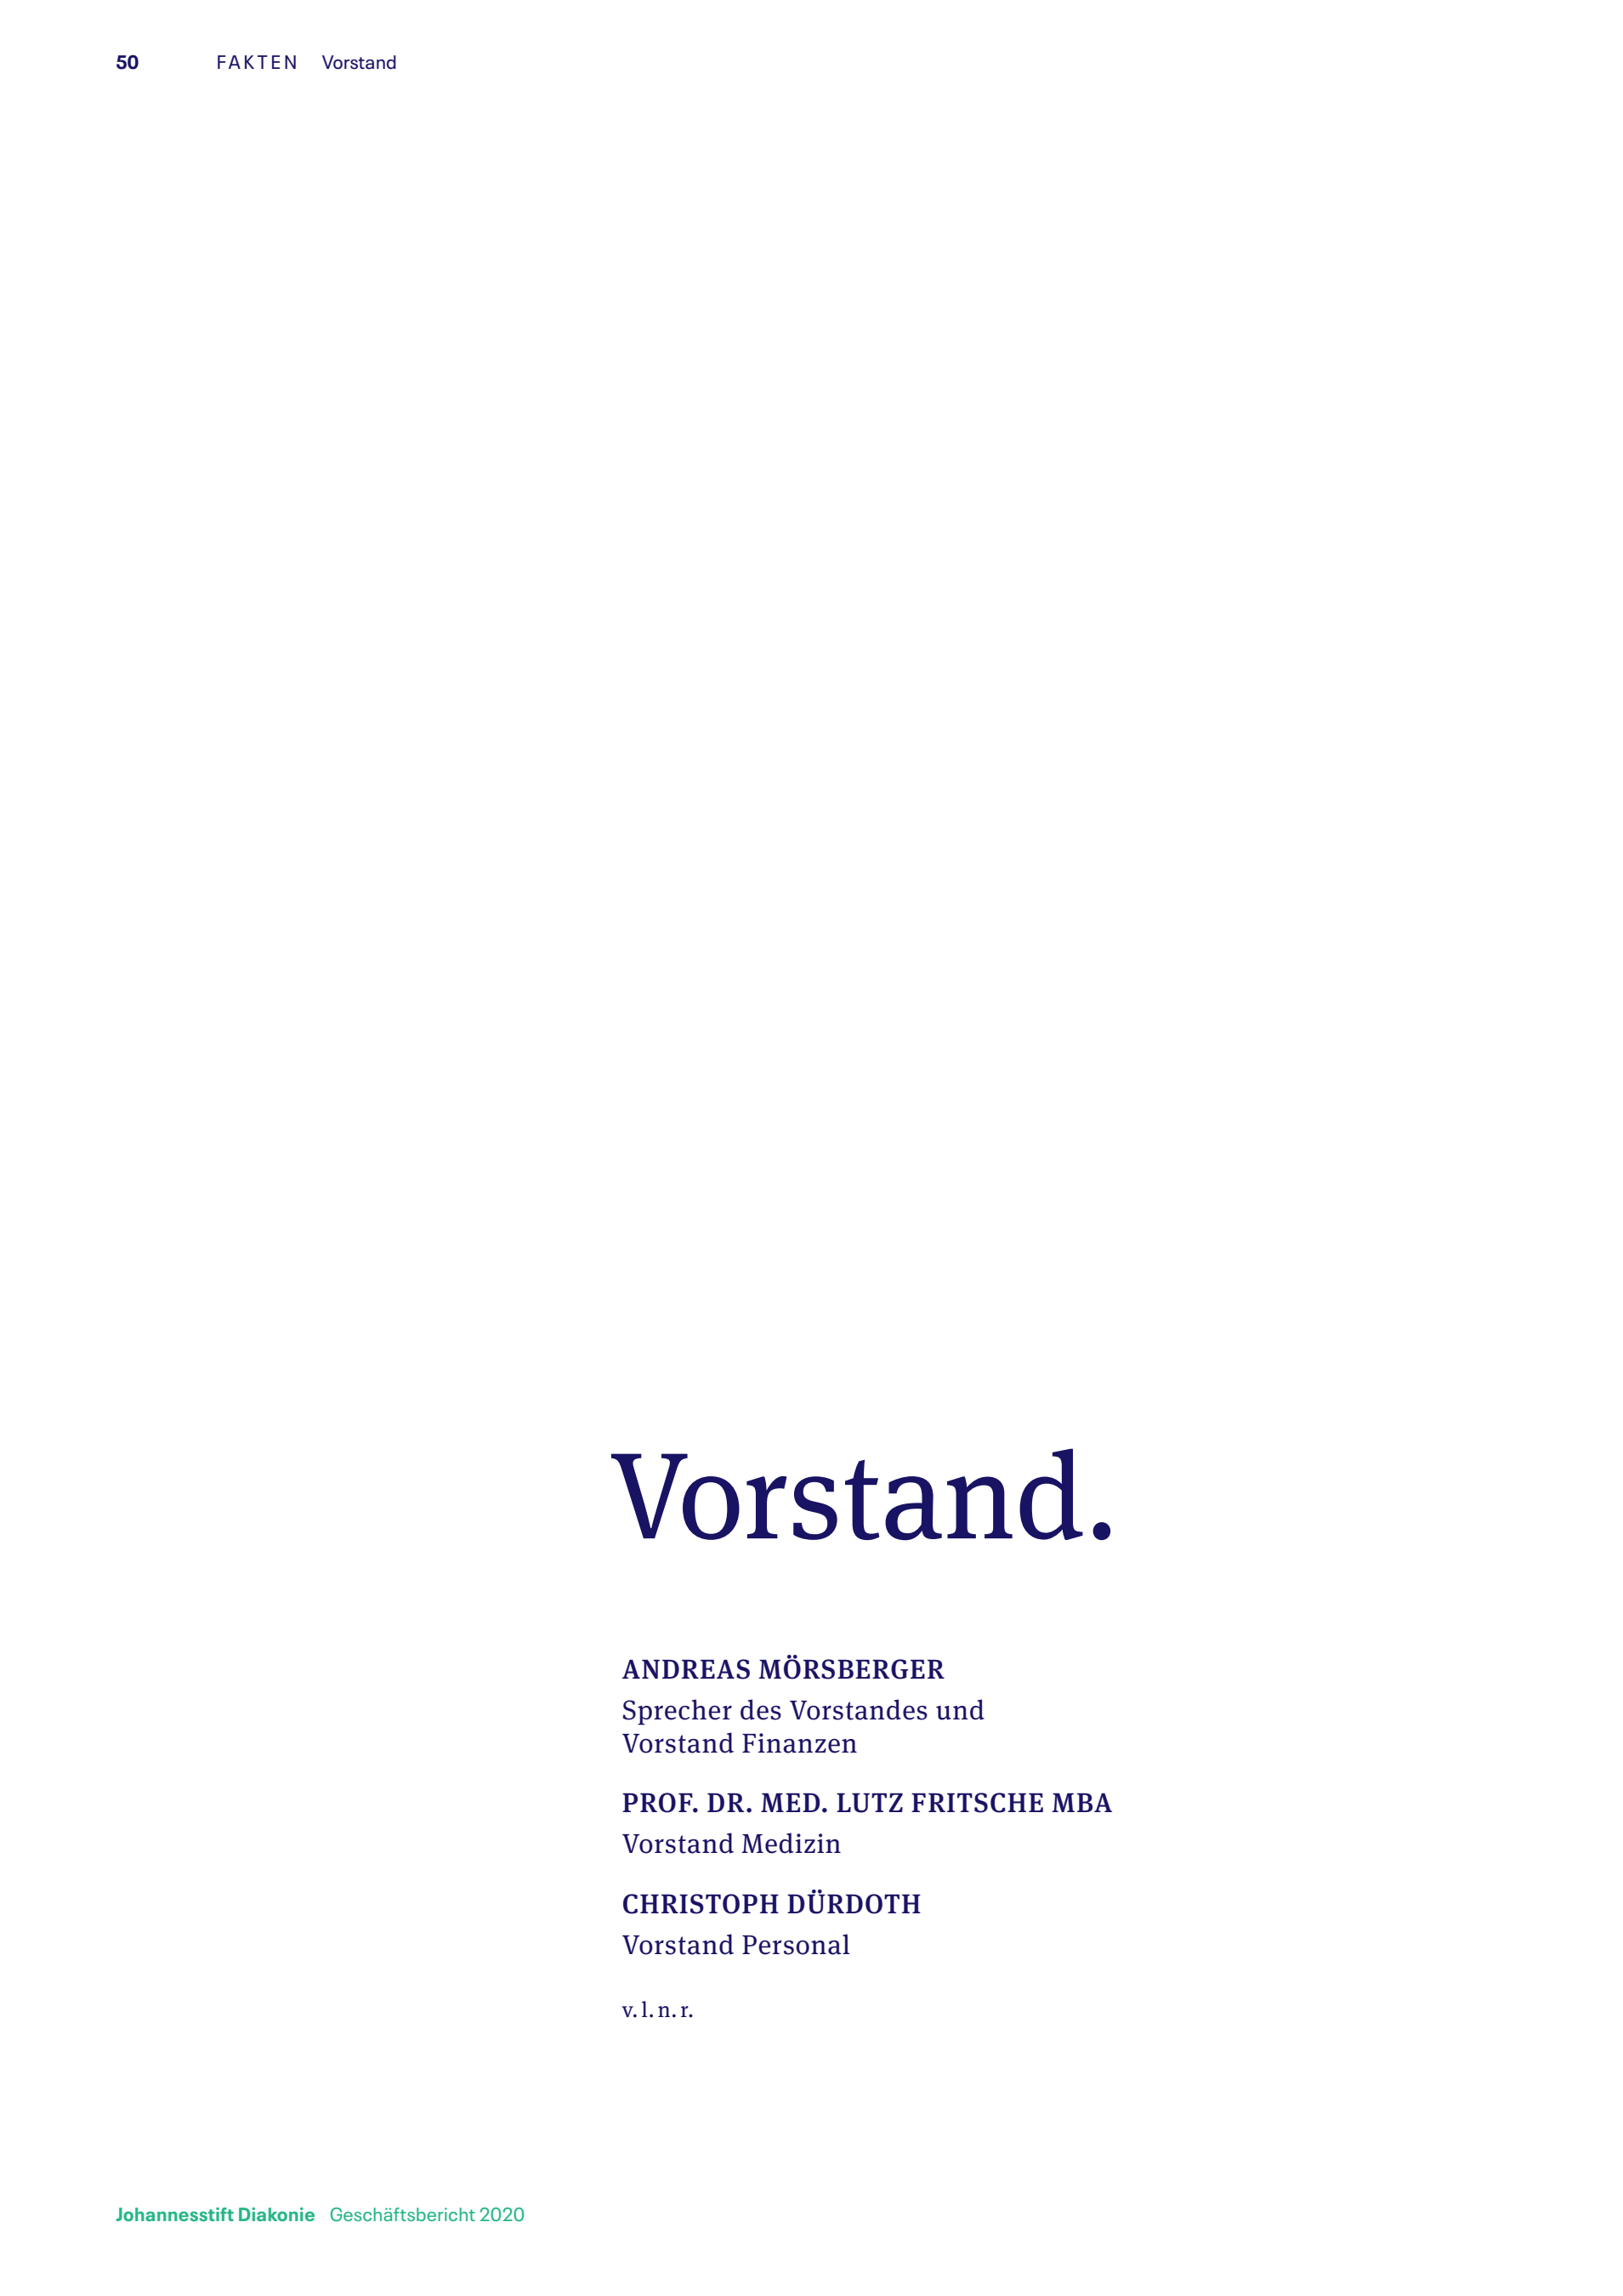 50 FAKTEN Vorstand
Vorstand.
ANDREAS MÖRSBERGER
Sprecher des Vorstandes und
Vorstand Finanzen
PROF. DR. MED. LUTZ FRITSCHE MBA
Vorstand Medizin
CHRISTOPH DÜRDOTH
Vorstand Personal
v. l. n. r.
Johannesstift Diakonie Geschäftsbericht 2020